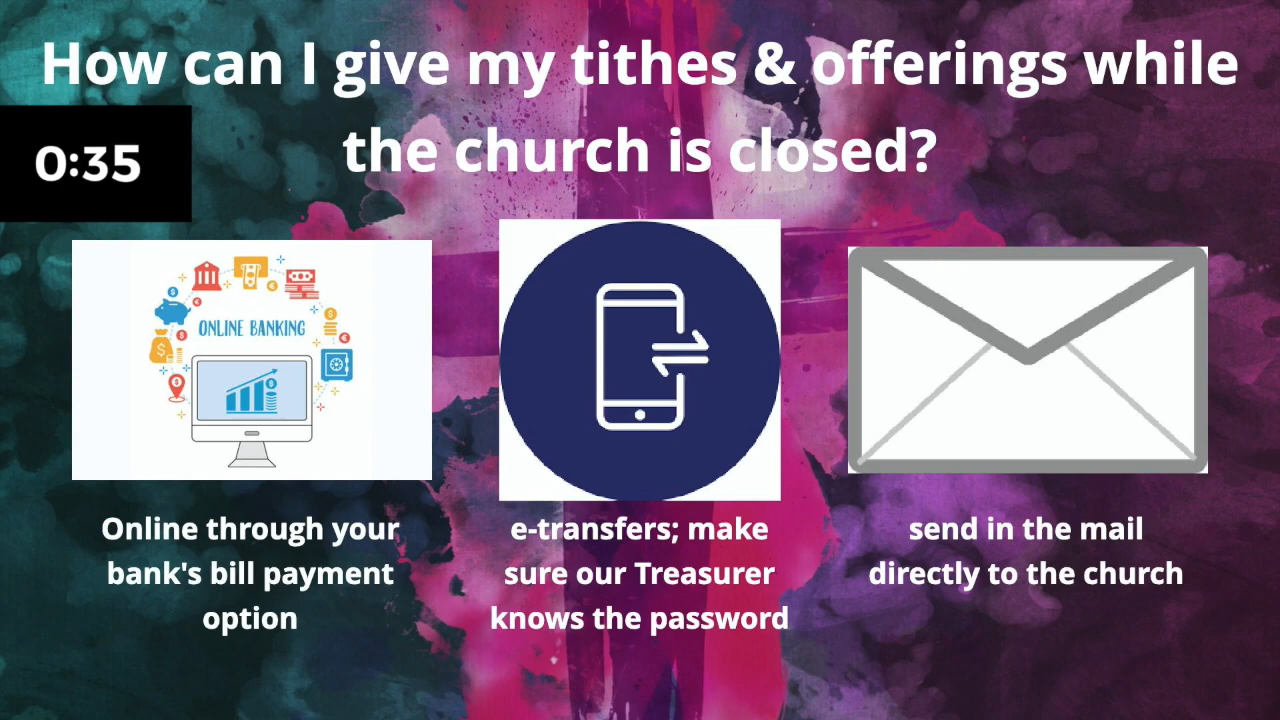 How can I give my tithes & offerings while
the church is closed?
0:35
ONLINE BANKING
Online through your
bank's bill payment
option
e-transfers; make
sure our Treasurer
knows the password
send in the mail
directly to the church